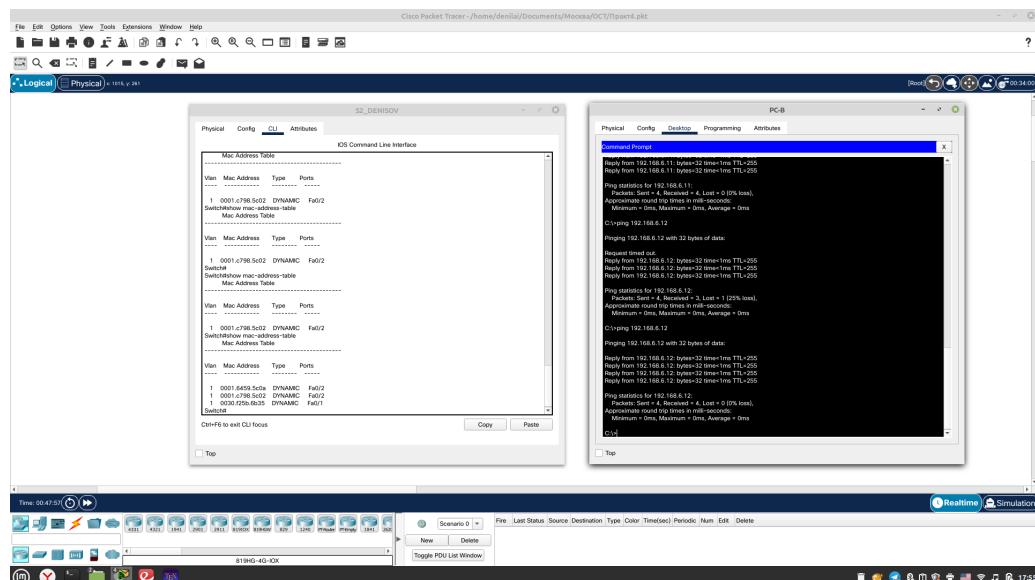 Cisco Packet Tracer - /home/denilai/Documents/Москва/ОСТ/Практ4.pkt
File Edit Options View Tools Extensions Window Help
?
Logical Physical x: 1015, y: 261 [Root] 00:34:00
S2_DENISOV
Physical Config CLI Attributes
IOS Command Line Interface
Mac Address Table
-------------------------------------------
Vlan Mac Address Type Ports
---- ----------- -------- -----
1 0001.c798.5c02 DYNAMIC Fa0/2
Switch#show mac-address-table
Mac Address Table
-------------------------------------------
Vlan Mac Address Type Ports
---- ----------- -------- -----
1 0001.c798.5c02 DYNAMIC Fa0/2
Switch#
Switch#show mac-address-table
Mac Address Table
-------------------------------------------
Vlan Mac Address Type Ports
---- ----------- -------- -----
1 0001.c798.5c02 DYNAMIC Fa0/2
Switch#show mac-address-table
Mac Address Table
-------------------------------------------
Vlan Mac Address Type Ports
---- ----------- -------- -----
1 0001.6459.5c0a DYNAMIC Fa0/2
1 0001.c798.5c02 DYNAMIC Fa0/2
1 0030.f25b.6b35 DYNAMIC Fa0/1
Switch#
Ctrl+F6 to exit CLI focus
Copy Paste
Top
PC-B
Physical Config Desktop Programming Attributes
Command Prompt X
Reply from 192.168.6.11: bytes=32 time<1ms TTL=255
Reply from 192.168.6.11: bytes=32 time<1ms TTL=255
Ping statistics for 192.168.6.11:
Packets: Sent = 4, Received = 4, Lost = 0 (0% loss),
Approximate round trip times in milli-seconds:
Minimum = 0ms, Maximum = 0ms, Average = 0ms
C:\>ping 192.168.6.12
Pinging 192.168.6.12 with 32 bytes of data:
Request timed out.
Reply from 192.168.6.12: bytes=32 time<1ms TTL=255
Reply from 192.168.6.12: bytes=32 time<1ms TTL=255
Reply from 192.168.6.12: bytes=32 time<1ms TTL=255
Ping statistics for 192.168.6.12:
Packets: Sent = 4, Received = 3, Lost = 1 (25% loss),
Approximate round trip times in milli-seconds:
Minimum = 0ms, Maximum = 0ms, Average = 0ms
C:\>ping 192.168.6.12
Pinging 192.168.6.12 with 32 bytes of data:
Reply from 192.168.6.12: bytes=32 time<1ms TTL=255
Reply from 192.168.6.12: bytes=32 time<1ms TTL=255
Reply from 192.168.6.12: bytes=32 time<1ms TTL=255
Reply from 192.168.6.12: bytes=32 time<1ms TTL=255
Ping statistics for 192.168.6.12:
Packets: Sent = 4, Received = 4, Lost = 0 (0% loss),
Approximate round trip times in milli-seconds:
Minimum = 0ms, Maximum = 0ms, Average = 0ms
C:\>
Top
Time: 00:47:57 Realtime Simulation
4331 4321 1941 2901 2911 819IOX 819HGW 829 1240 PT-Router PT-Empty 1841
819HG-4G-IOX
Scenario 0
New Delete
Toggle PDU List Window
Fire Last Status Source Destination Type Color Time(sec) Periodic Num Edit Delete